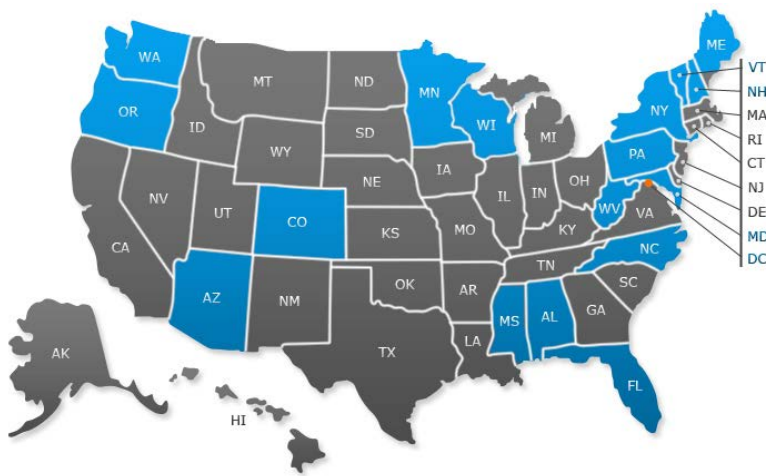 WA
MT
ND
MN
ME
VT
NH
MA
RI
CT
NJ
DE
MD
DC
OR
ID
WY
SD
WI
MI
NY
PA
NV
UT
CO
NE
IA
IL
IN
OH
WV
VA
CA
KS
MO
KY
NC
AZ
NM
OK
AR
TN
SC
MS
AL
GA
TX
LA
FL
AK
HI